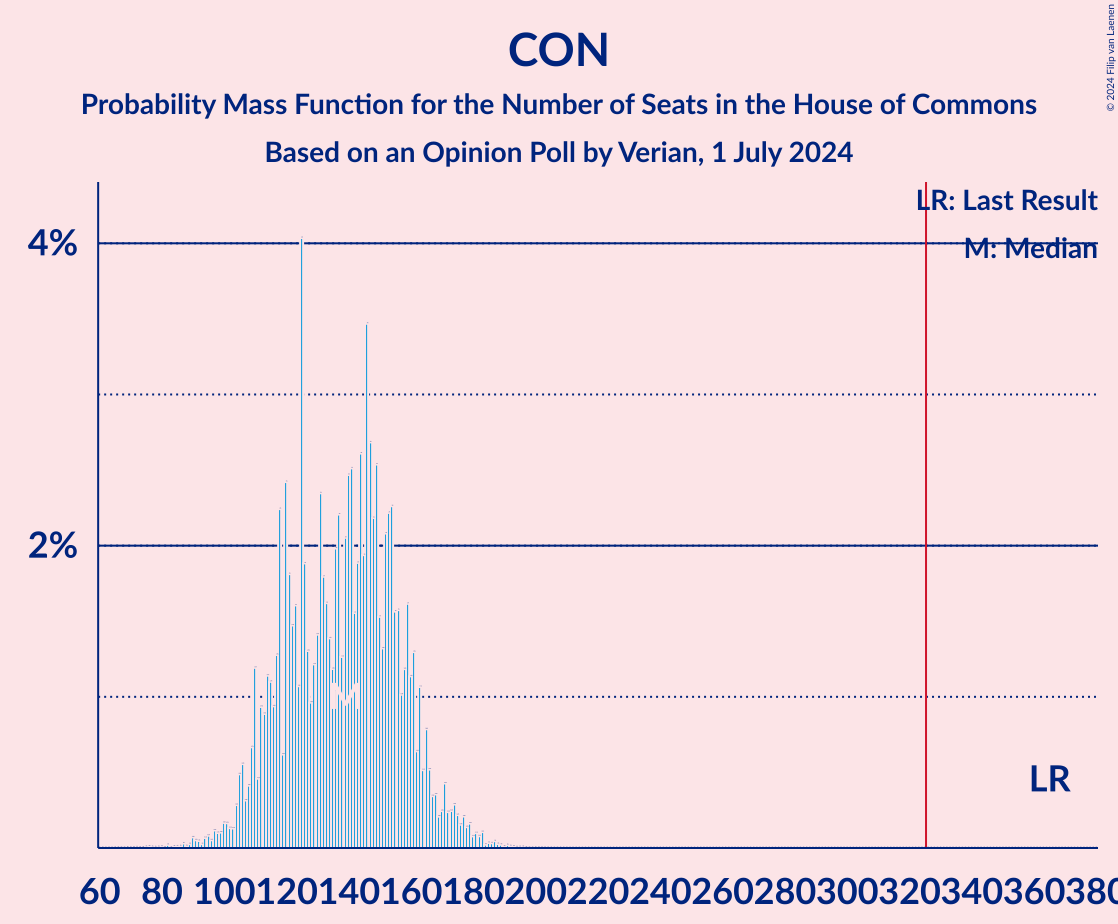 CON
Probability Mass Function for the Number of Seats in the House of Commons
Based on an Opinion Poll by Verian, 1 July 2024
© 2024 Filip van Laenen
LR: Last Result
M: Median
4%
2%
M
LR
60 80 100 120 140 160 180 200 220 240 260 280 300 320 340 360 380